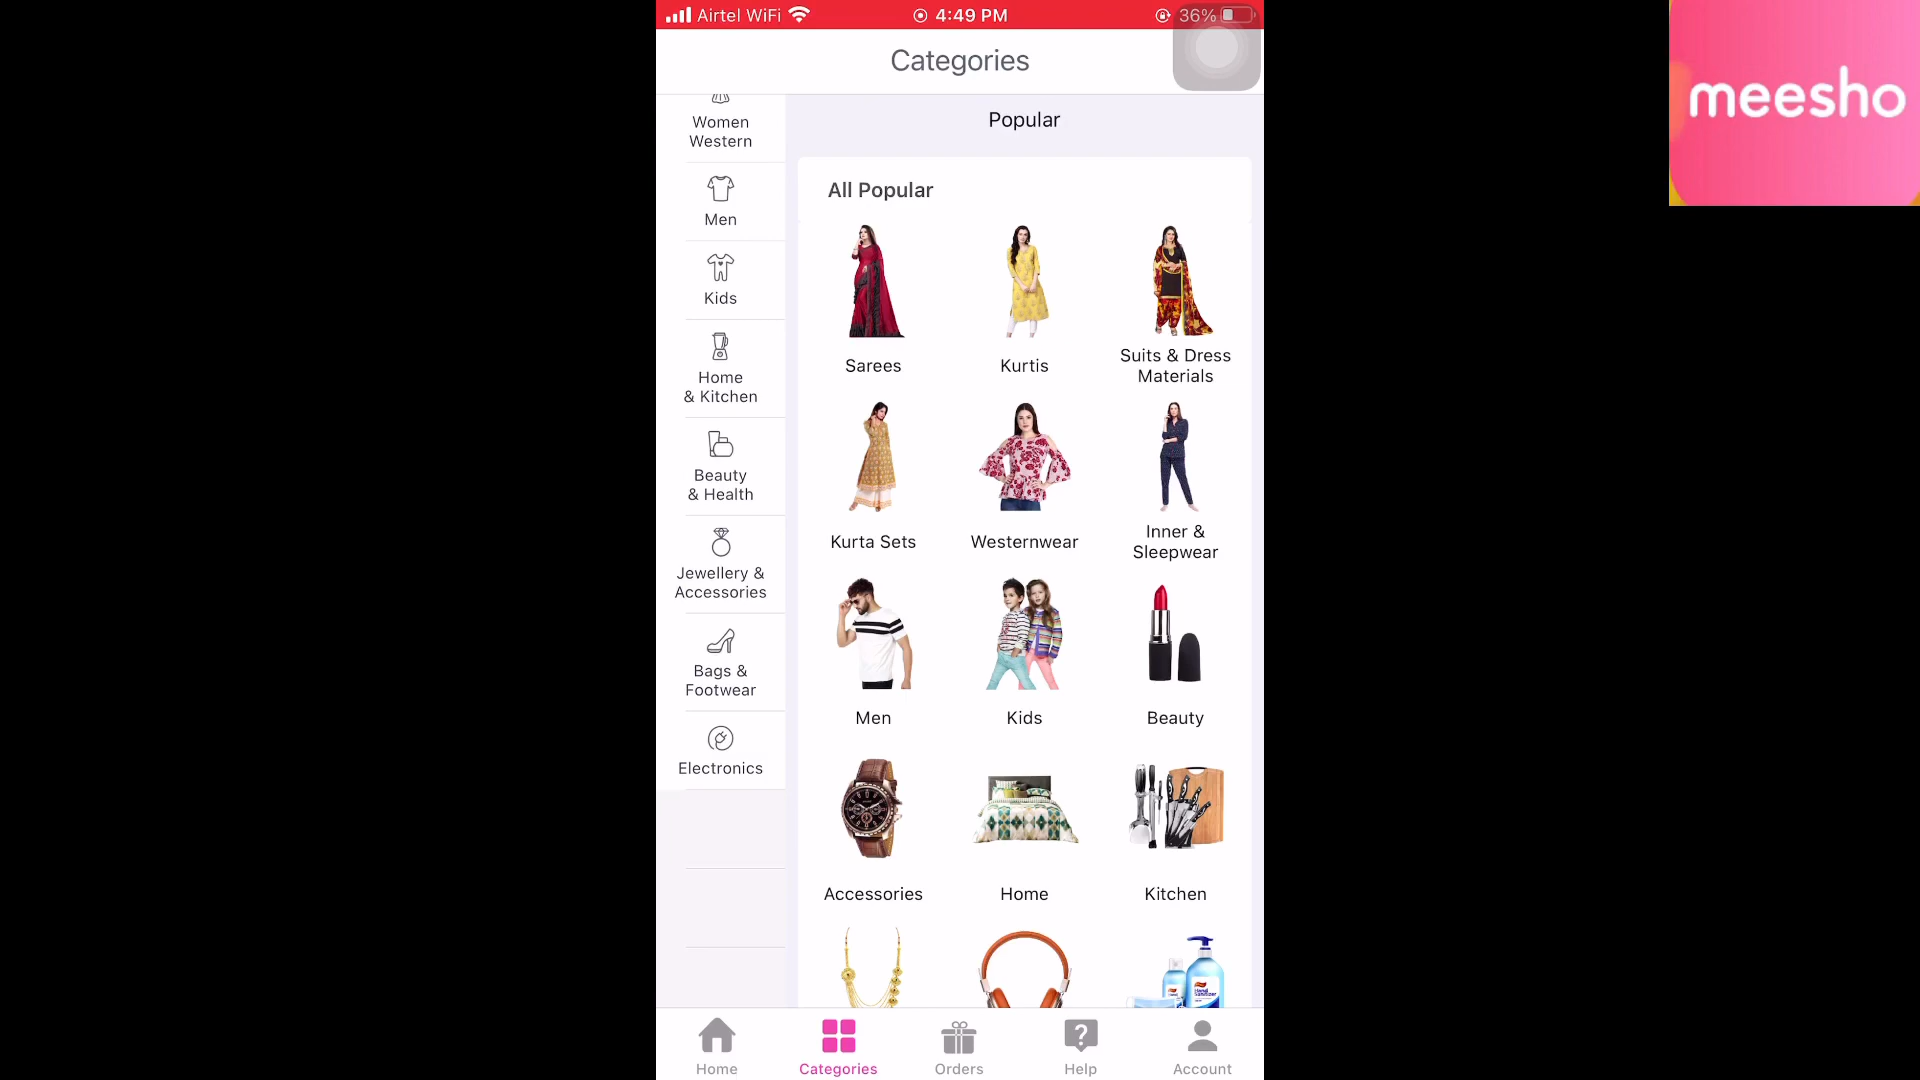 Airtel WiFi
4:49 PM
36%
meesho
Categories
Women
Western
Men
Kids
Home
& Kitchen
Beauty
& Health
Jewellery &
Accessories
Bags &
Footwear
Electronics
Popular
All Popular
Sarees
Kurtis
Suits & Dress
Materials
Kurta Sets
Westernwear
Inner &
Sleepwear
Men
Kids
Beauty
Accessories
Home
Kitchen
Hand
Sanitizer
Home
Categories
Orders
?
Help
Account